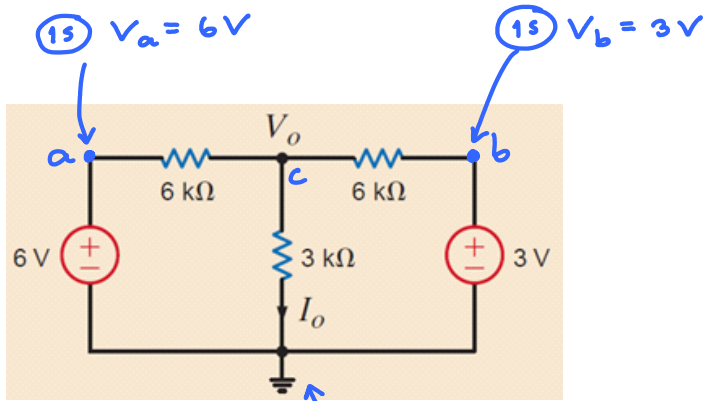 1S Va = 6V
1S Vb = 3V
Vo
a
b
c
6 kΩ
6 kΩ
6 V
3 kΩ
3 V
Io